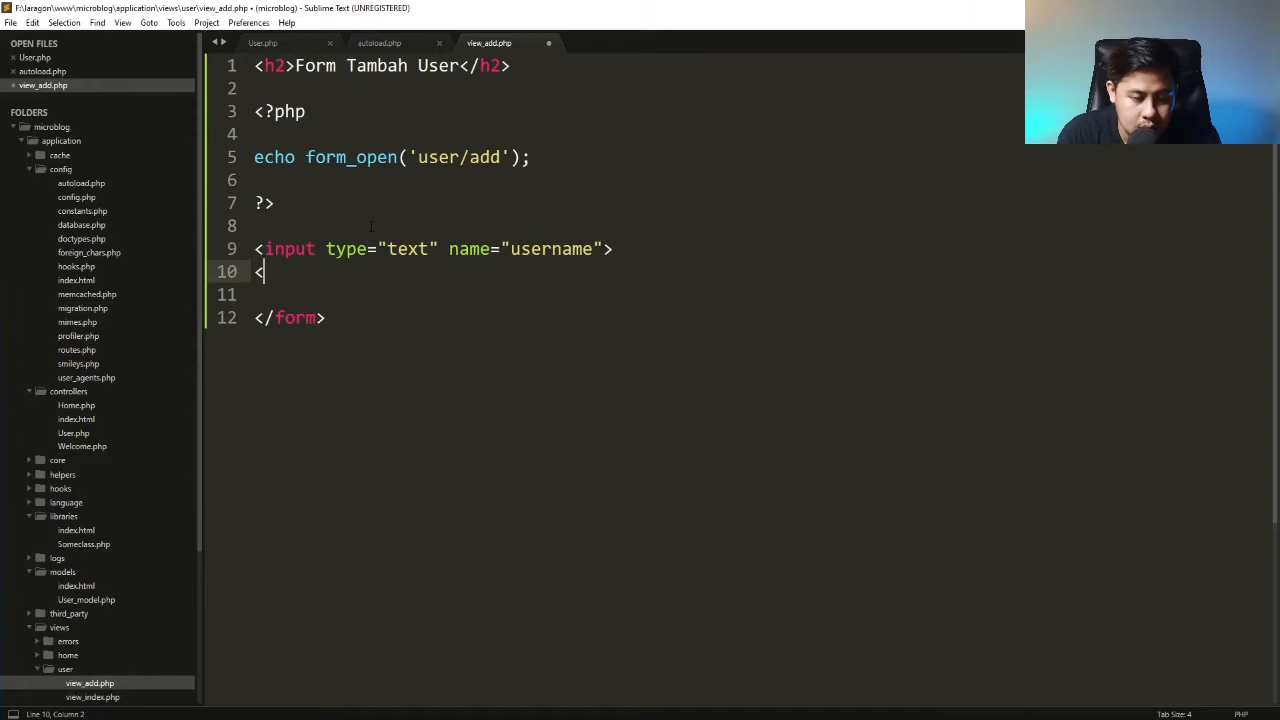 F:\laragon\www\microblog\application\views\user\view_add.php • (microblog) - Sublime Text (UNREGISTERED)
File Edit Selection Find View Goto Tools Project Preferences Help
OPEN FILES
User.php
autoload.php
view_add.php
FOLDERS
microblog
application
cache
config
autoload.php
config.php
constants.php
database.php
doctypes.php
foreign_chars.php
hooks.php
index.html
memcached.php
migration.php
mimes.php
profiler.php
routes.php
smileys.php
user_agents.php
controllers
Home.php
index.html
User.php
Welcome.php
core
helpers
hooks
language
libraries
index.html
Someclass.php
logs
models
index.html
User_model.php
third_party
views
errors
home
user
view_add.php
view_index.php
User.php autoload.php view_add.php
1 <h2>Form Tambah User</h2>
2
3 <?php
4
5 echo form_open('user/add');
6
7 ?>
8
9 <input type="text" name="username">
10 <
11
12 </form>
Line 10, Column 2 Tab Size: 4 PHP